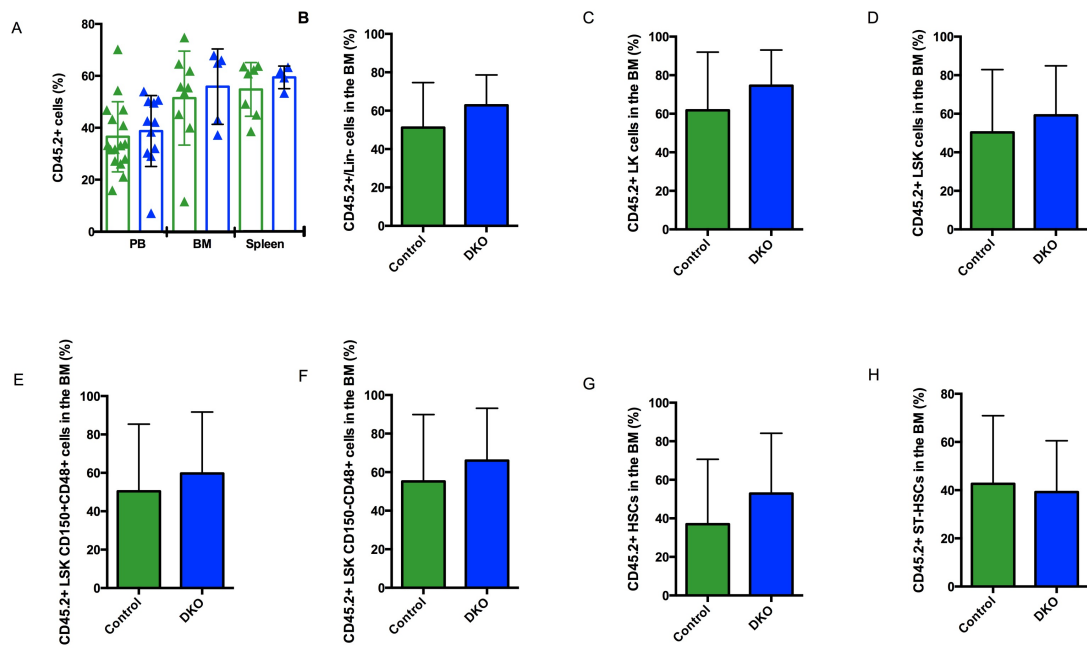 A
CD45.2+ cells (%)
80
60
40
20
0
PB
BM
Spleen
B
CD45.2+/Lin- cells in the BM (%)
100
80
60
40
20
0
Control
DKO
C
CD45.2+ LK cells in the BM (%)
100
80
60
40
20
0
Control
DKO
D
CD45.2+ LSK cells in the BM (%)
100
80
60
40
20
0
Control
DKO
E
CD45.2+ LSK CD150+CD48+ cells in the BM (%)
100
80
60
40
20
0
Control
DKO
F
CD45.2+ LSK CD150-CD48+ cells in the BM (%)
100
80
60
40
20
0
Control
DKO
G
CD45.2+ HSCs in the BM (%)
100
80
60
40
20
0
Control
DKO
H
CD45.2+ ST-HSCs in the BM (%)
80
60
40
20
0
Control
DKO